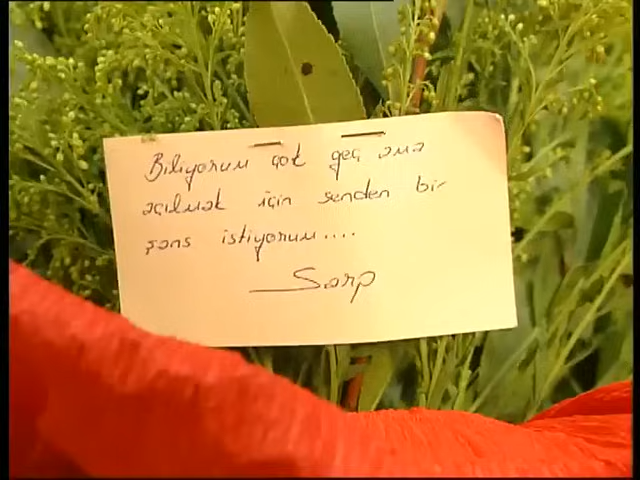 Biliyorum çok geç ama
açılmak için senden bir
şans istiyorum....
Sarp